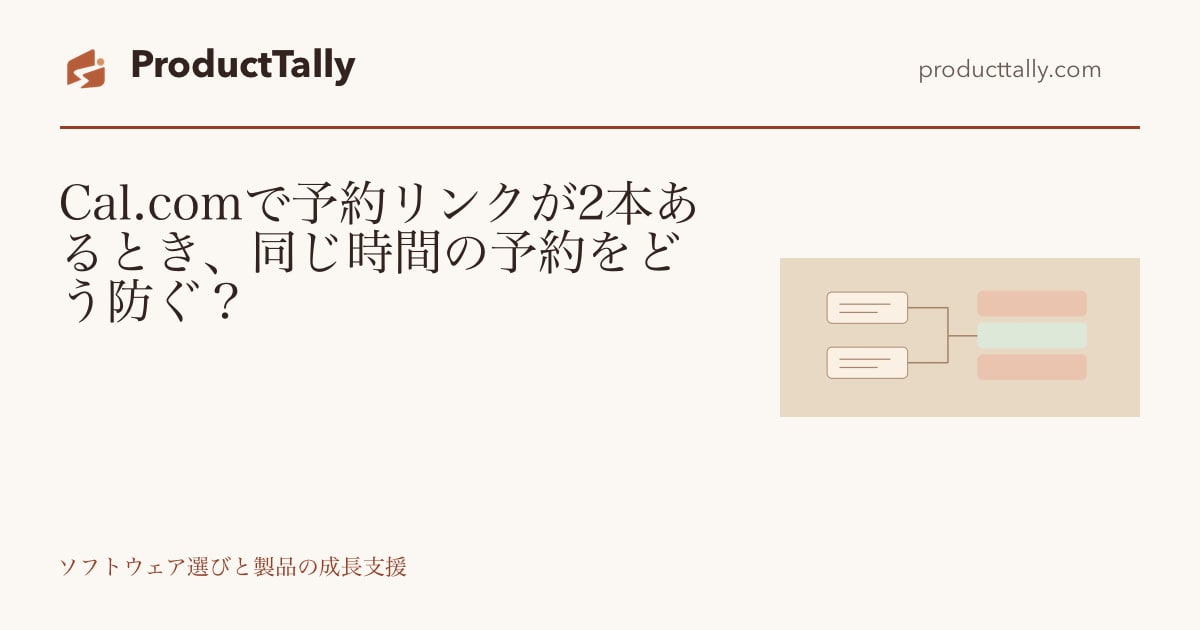 ProductTally
producttally.com
Cal.comで予約リンクが2本あ
るとき、同じ時間の予約をど
う防ぐ？
ソフトウェア選びと製品の成長支援